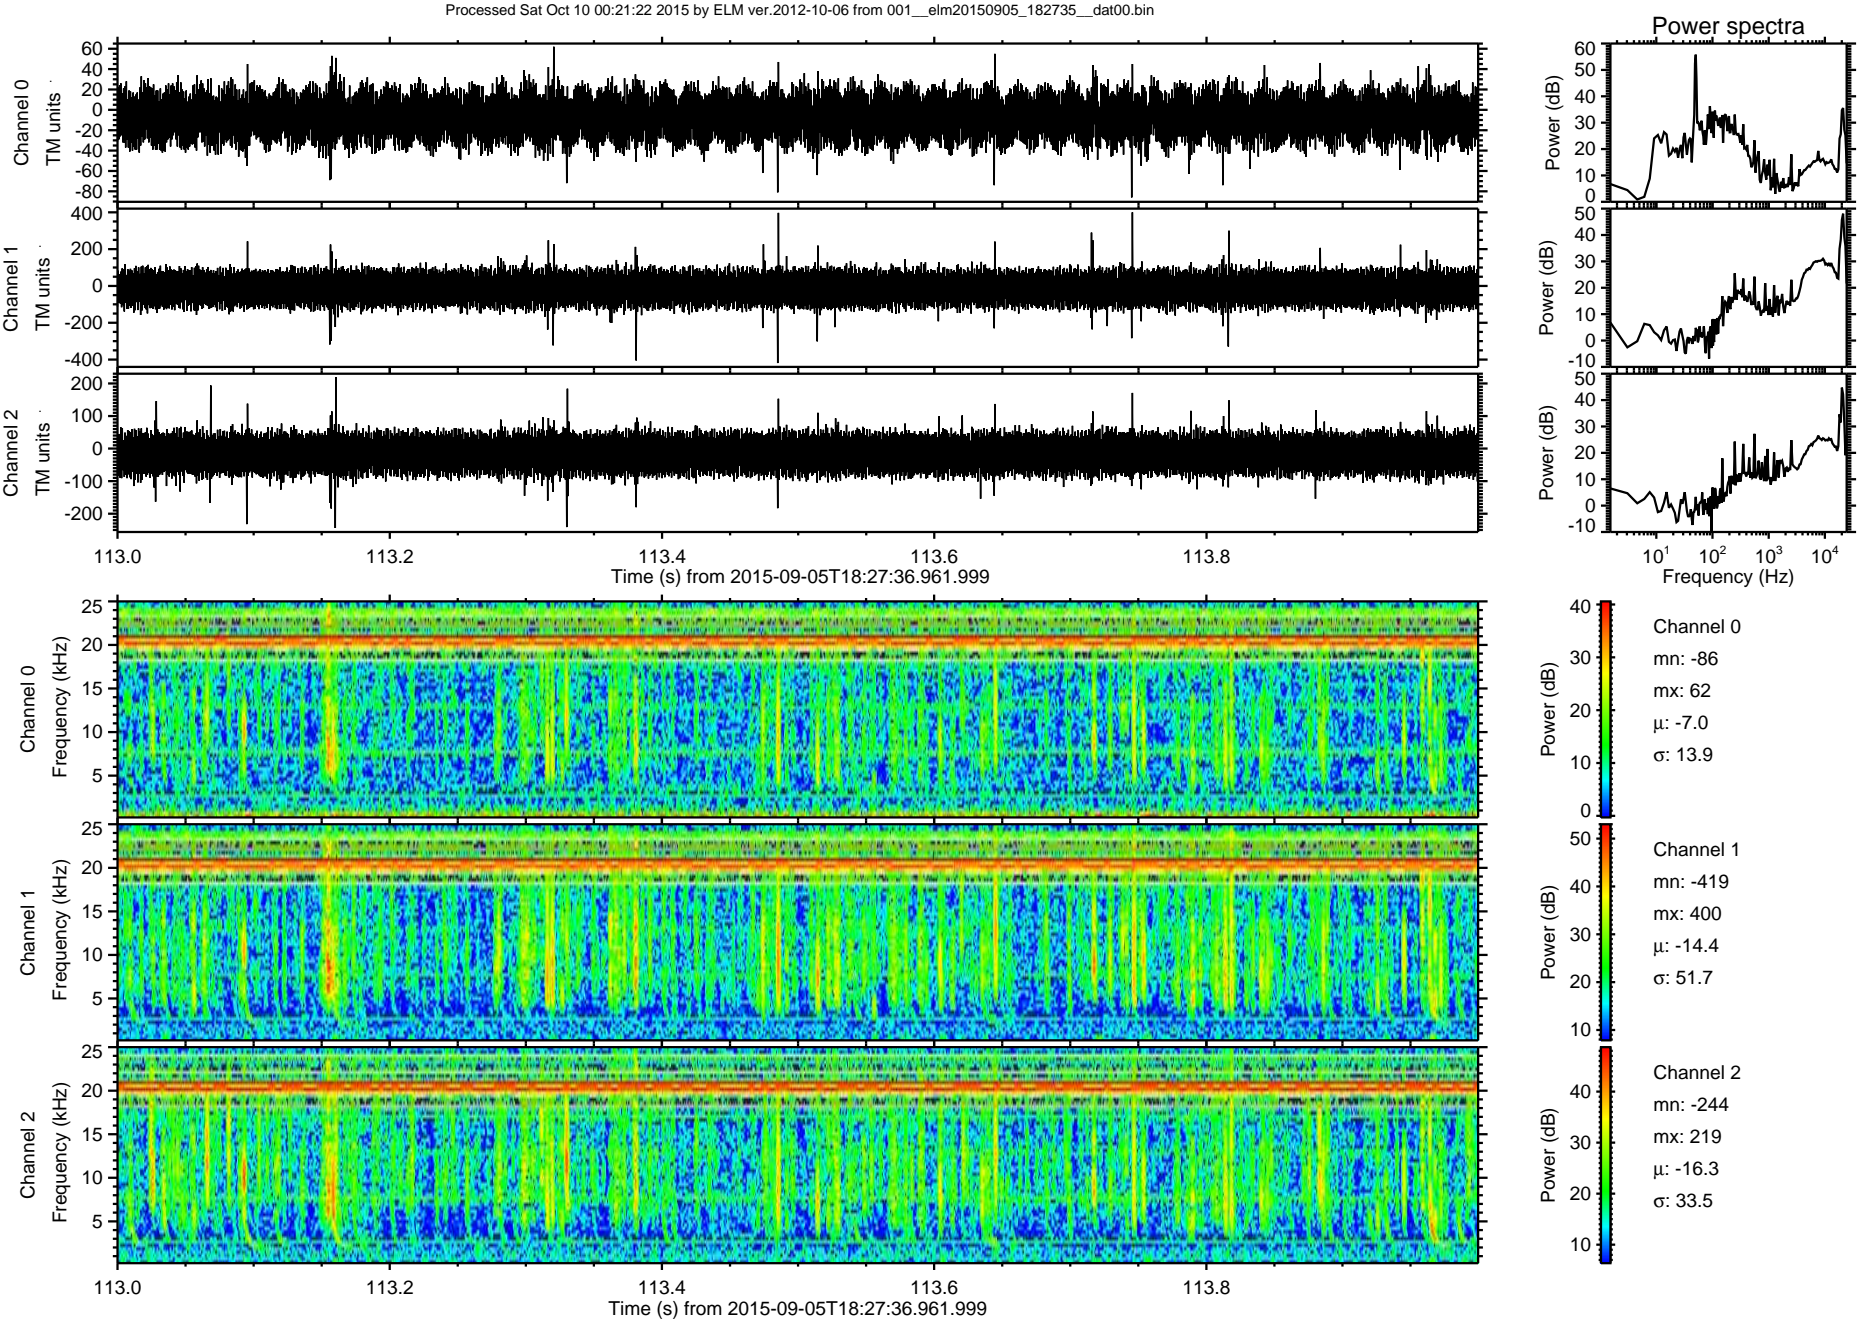 Processed Sat Oct 10 00:21:22 2015 by ELM ver.2012-10-06 from 001__elm20150905_182735__dat00.bin
Power spectra
Channel 0
TM units
60
40
20
0
-20
-40
-60
-80
Power (dB)
60
50
40
30
20
10
0
Channel 1
TM units
400
200
0
-200
-400
Power (dB)
50
40
30
20
10
0
-10
Channel 2
TM units
200
100
0
-100
-200
Power (dB)
50
40
30
20
10
0
-10
113.0 113.2 113.4 113.6 113.8
Time (s) from 2015-09-05T18:27:36.961.999
10¹ 10² 10³ 10⁴
Frequency (Hz)
Channel 0
Frequency (kHz)
25
20
15
10
5
Power (dB)
40
30
20
10
0
Channel 0
mn: -86
mx: 62
μ: -7.0
σ: 13.9
Channel 1
Frequency (kHz)
25
20
15
10
5
Power (dB)
50
40
30
20
10
Channel 1
mn: -419
mx: 400
μ: -14.4
σ: 51.7
Channel 2
Frequency (kHz)
25
20
15
10
5
Power (dB)
40
30
20
10
Channel 2
mn: -244
mx: 219
μ: -16.3
σ: 33.5
113.0 113.2 113.4 113.6 113.8
Time (s) from 2015-09-05T18:27:36.961.999